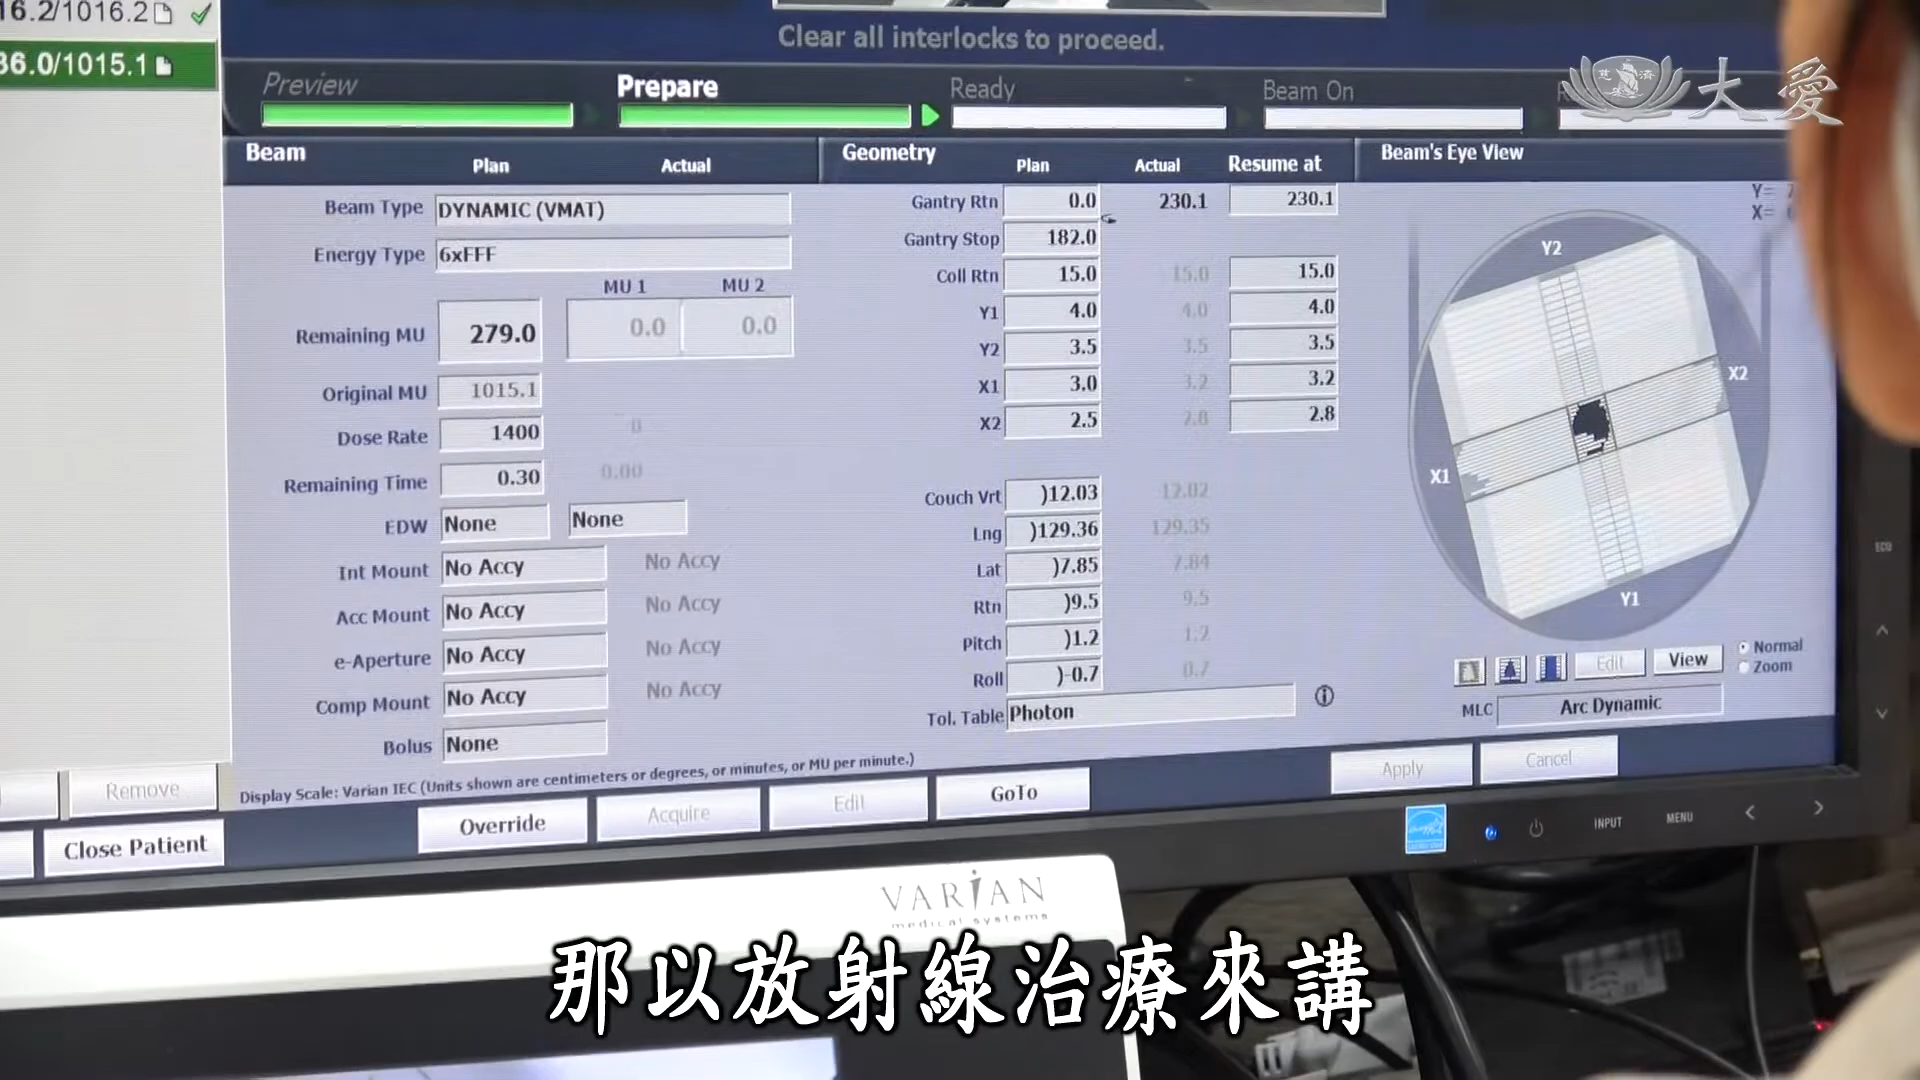 16.2/1016.2
Clear all interlocks to proceed.
36.0/1015.1
Preview Prepare Ready Beam On
大愛
慈濟
Beam Plan Actual
Geometry Plan Actual Resume at
Beam's Eye View
Beam Type DYNAMIC (VMAT)
Energy Type 6xFFF
MU 1 MU 2
Remaining MU 279.0 0.0 0.0
Original MU 1015.1
Dose Rate 1400 0
Remaining Time 0.30 0.00
EDW None None
Int Mount No Accy No Accy
Acc Mount No Accy No Accy
e-Aperture No Accy No Accy
Comp Mount No Accy No Accy
Bolus None
Gantry Rtn 0.0 230.1 230.1
Gantry Stop 182.0
Coll Rtn 15.0 15.0 15.0
Y1 4.0 4.0 4.0
Y2 3.5 3.5 3.5
X1 3.0 3.2 3.2
X2 2.5 2.8 2.8
Couch Vrt )12.03 12.02
Lng )129.36 129.35
Lat )7.85 7.84
Rtn )9.5 9.5
Pitch )1.2 1.2
Roll )-0.7 0.7
Tol. Table Photon
Y=
X=
Y2
X2
X1
Y1
Edit View Normal
Zoom
MLC Arc Dynamic
Display Scale: Varian IEC (Units shown are centimeters or degrees, or minutes, or MU per minute.)
Remove
Close Patient
Override Acquire Edit GoTo Apply Cancel
INPUT MENU
ECO
VARIAN
medical systems
那以放射線治療來講